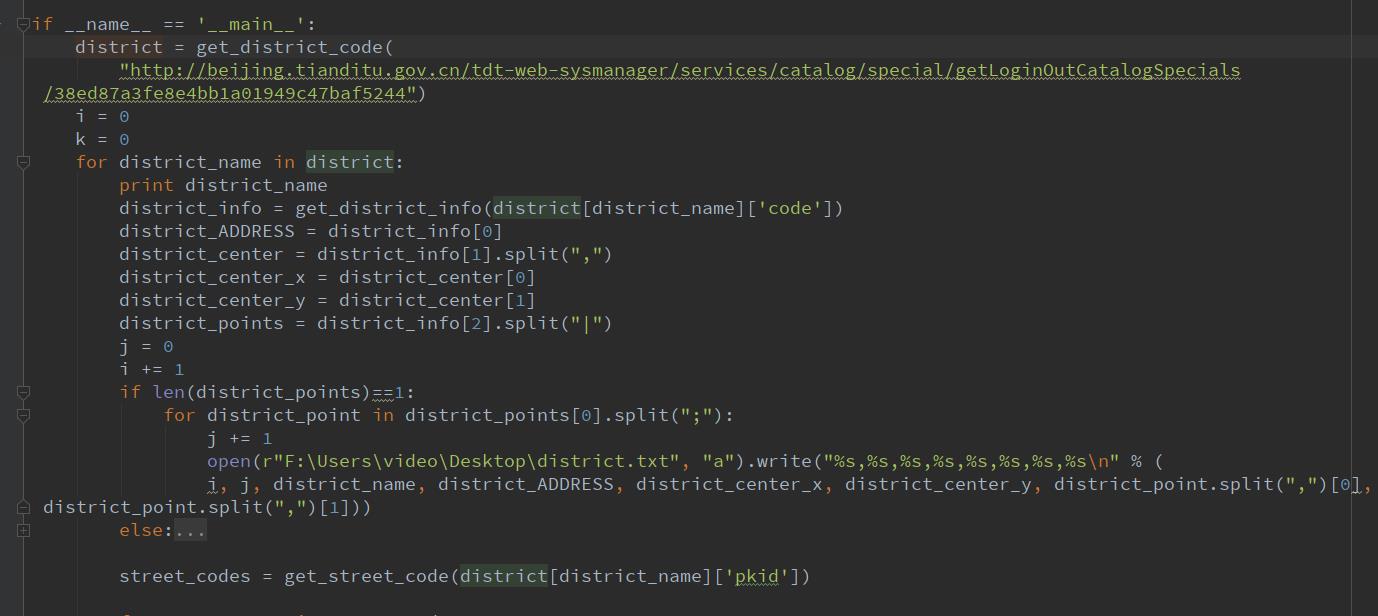 if __name__ == '__main__':
    district = get_district_code(
        "http://beijing.tianditu.gov.cn/tdt-web-sysmanager/services/catalog/special/getLoginOutCatalogSpecials
/38ed87a3fe8e4bb1a01949c47baf5244")
    i = 0
    k = 0
    for district_name in district:
        print district_name
        district_info = get_district_info(district[district_name]['code'])
        district_ADDRESS = district_info[0]
        district_center = district_info[1].split(",")
        district_center_x = district_center[0]
        district_center_y = district_center[1]
        district_points = district_info[2].split("|")
        j = 0
        i += 1
        if len(district_points)==1:
            for district_point in district_points[0].split(";"):
                j += 1
                open(r"F:\Users\video\Desktop\district.txt", "a").write("%s,%s,%s,%s,%s,%s,%s,%s\n" % (
                i, j, district_name, district_ADDRESS, district_center_x, district_center_y, district_point.split(",")[0],
district_point.split(",")[1]))
        else:...
        street_codes = get_street_code(district[district_name]['pkid'])